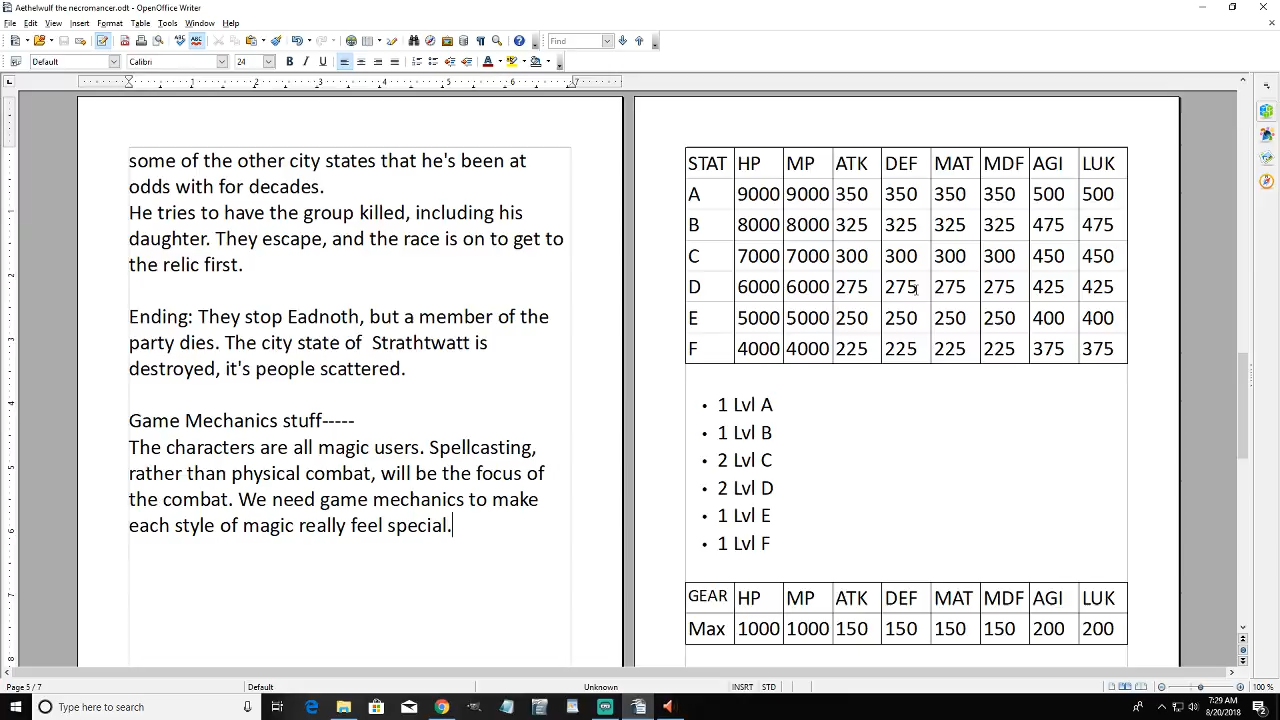 Aethelwulf the necromancer.odt - OpenOffice Writer
File Edit View Insert Format Table Tools Window Help
Find
Default Calibri 24
some of the other city states that he's been at
odds with for decades.
He tries to have the group killed, including his
daughter. They escape, and the race is on to get to
the relic first.
Ending: They stop Eadnoth, but a member of the
party dies. The city state of  Strathtwatt is
destroyed, it's people scattered.
Game Mechanics stuff-----
The characters are all magic users. Spellcasting,
rather than physical combat, will be the focus of
the combat. We need game mechanics to make
each style of magic really feel special.
STAT HP MP ATK DEF MAT MDF AGI LUK
A 9000 9000 350 350 350 350 500 500
B 8000 8000 325 325 325 325 475 475
C 7000 7000 300 300 300 300 450 450
D 6000 6000 275 275 275 275 425 425
E 5000 5000 250 250 250 250 400 400
F 4000 4000 225 225 225 225 375 375
• 1 Lvl A
• 1 Lvl B
• 2 Lvl C
• 2 Lvl D
• 1 Lvl E
• 1 Lvl F
GEAR HP MP ATK DEF MAT MDF AGI LUK
Max 1000 1000 150 150 150 150 200 200
Page 5 / 7 Default Unknown INSRT STD 100 %
Type here to search
7:29 AM
8/20/2018